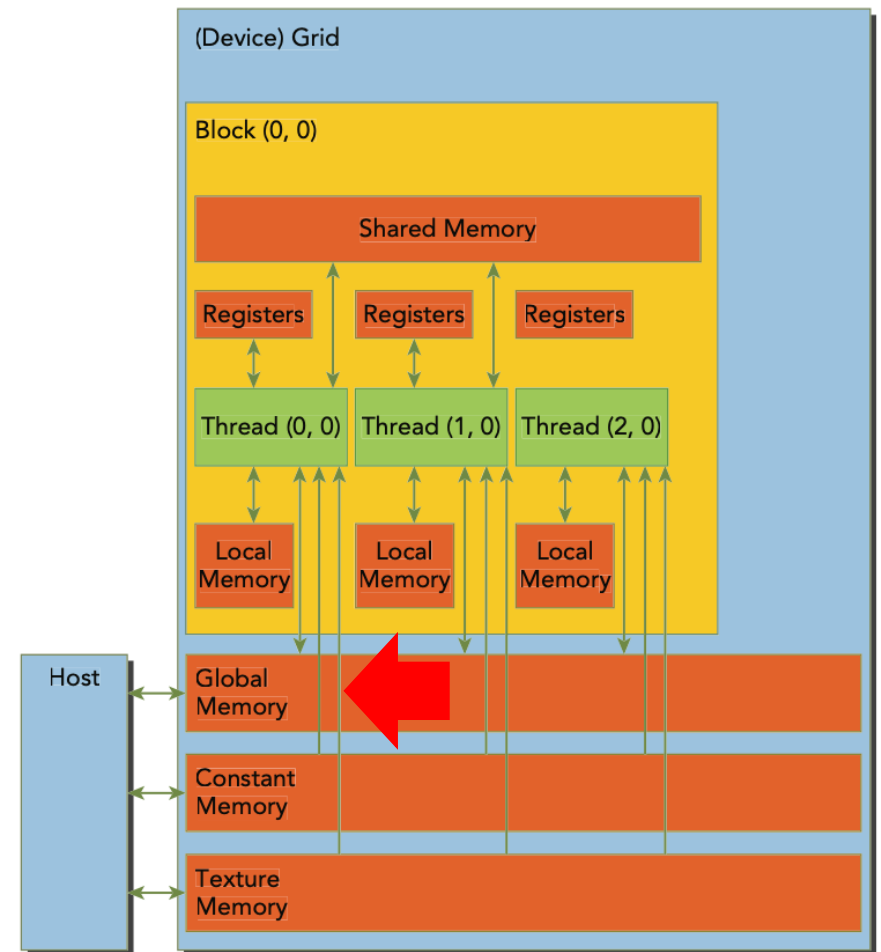 (Device) Grid
Block (0, 0)
Shared Memory
Registers
Registers
Registers
Thread (0, 0)
Thread (1, 0)
Thread (2, 0)
Local
Memory
Local
Memory
Local
Memory
Host
Global
Memory
Constant
Memory
Texture
Memory